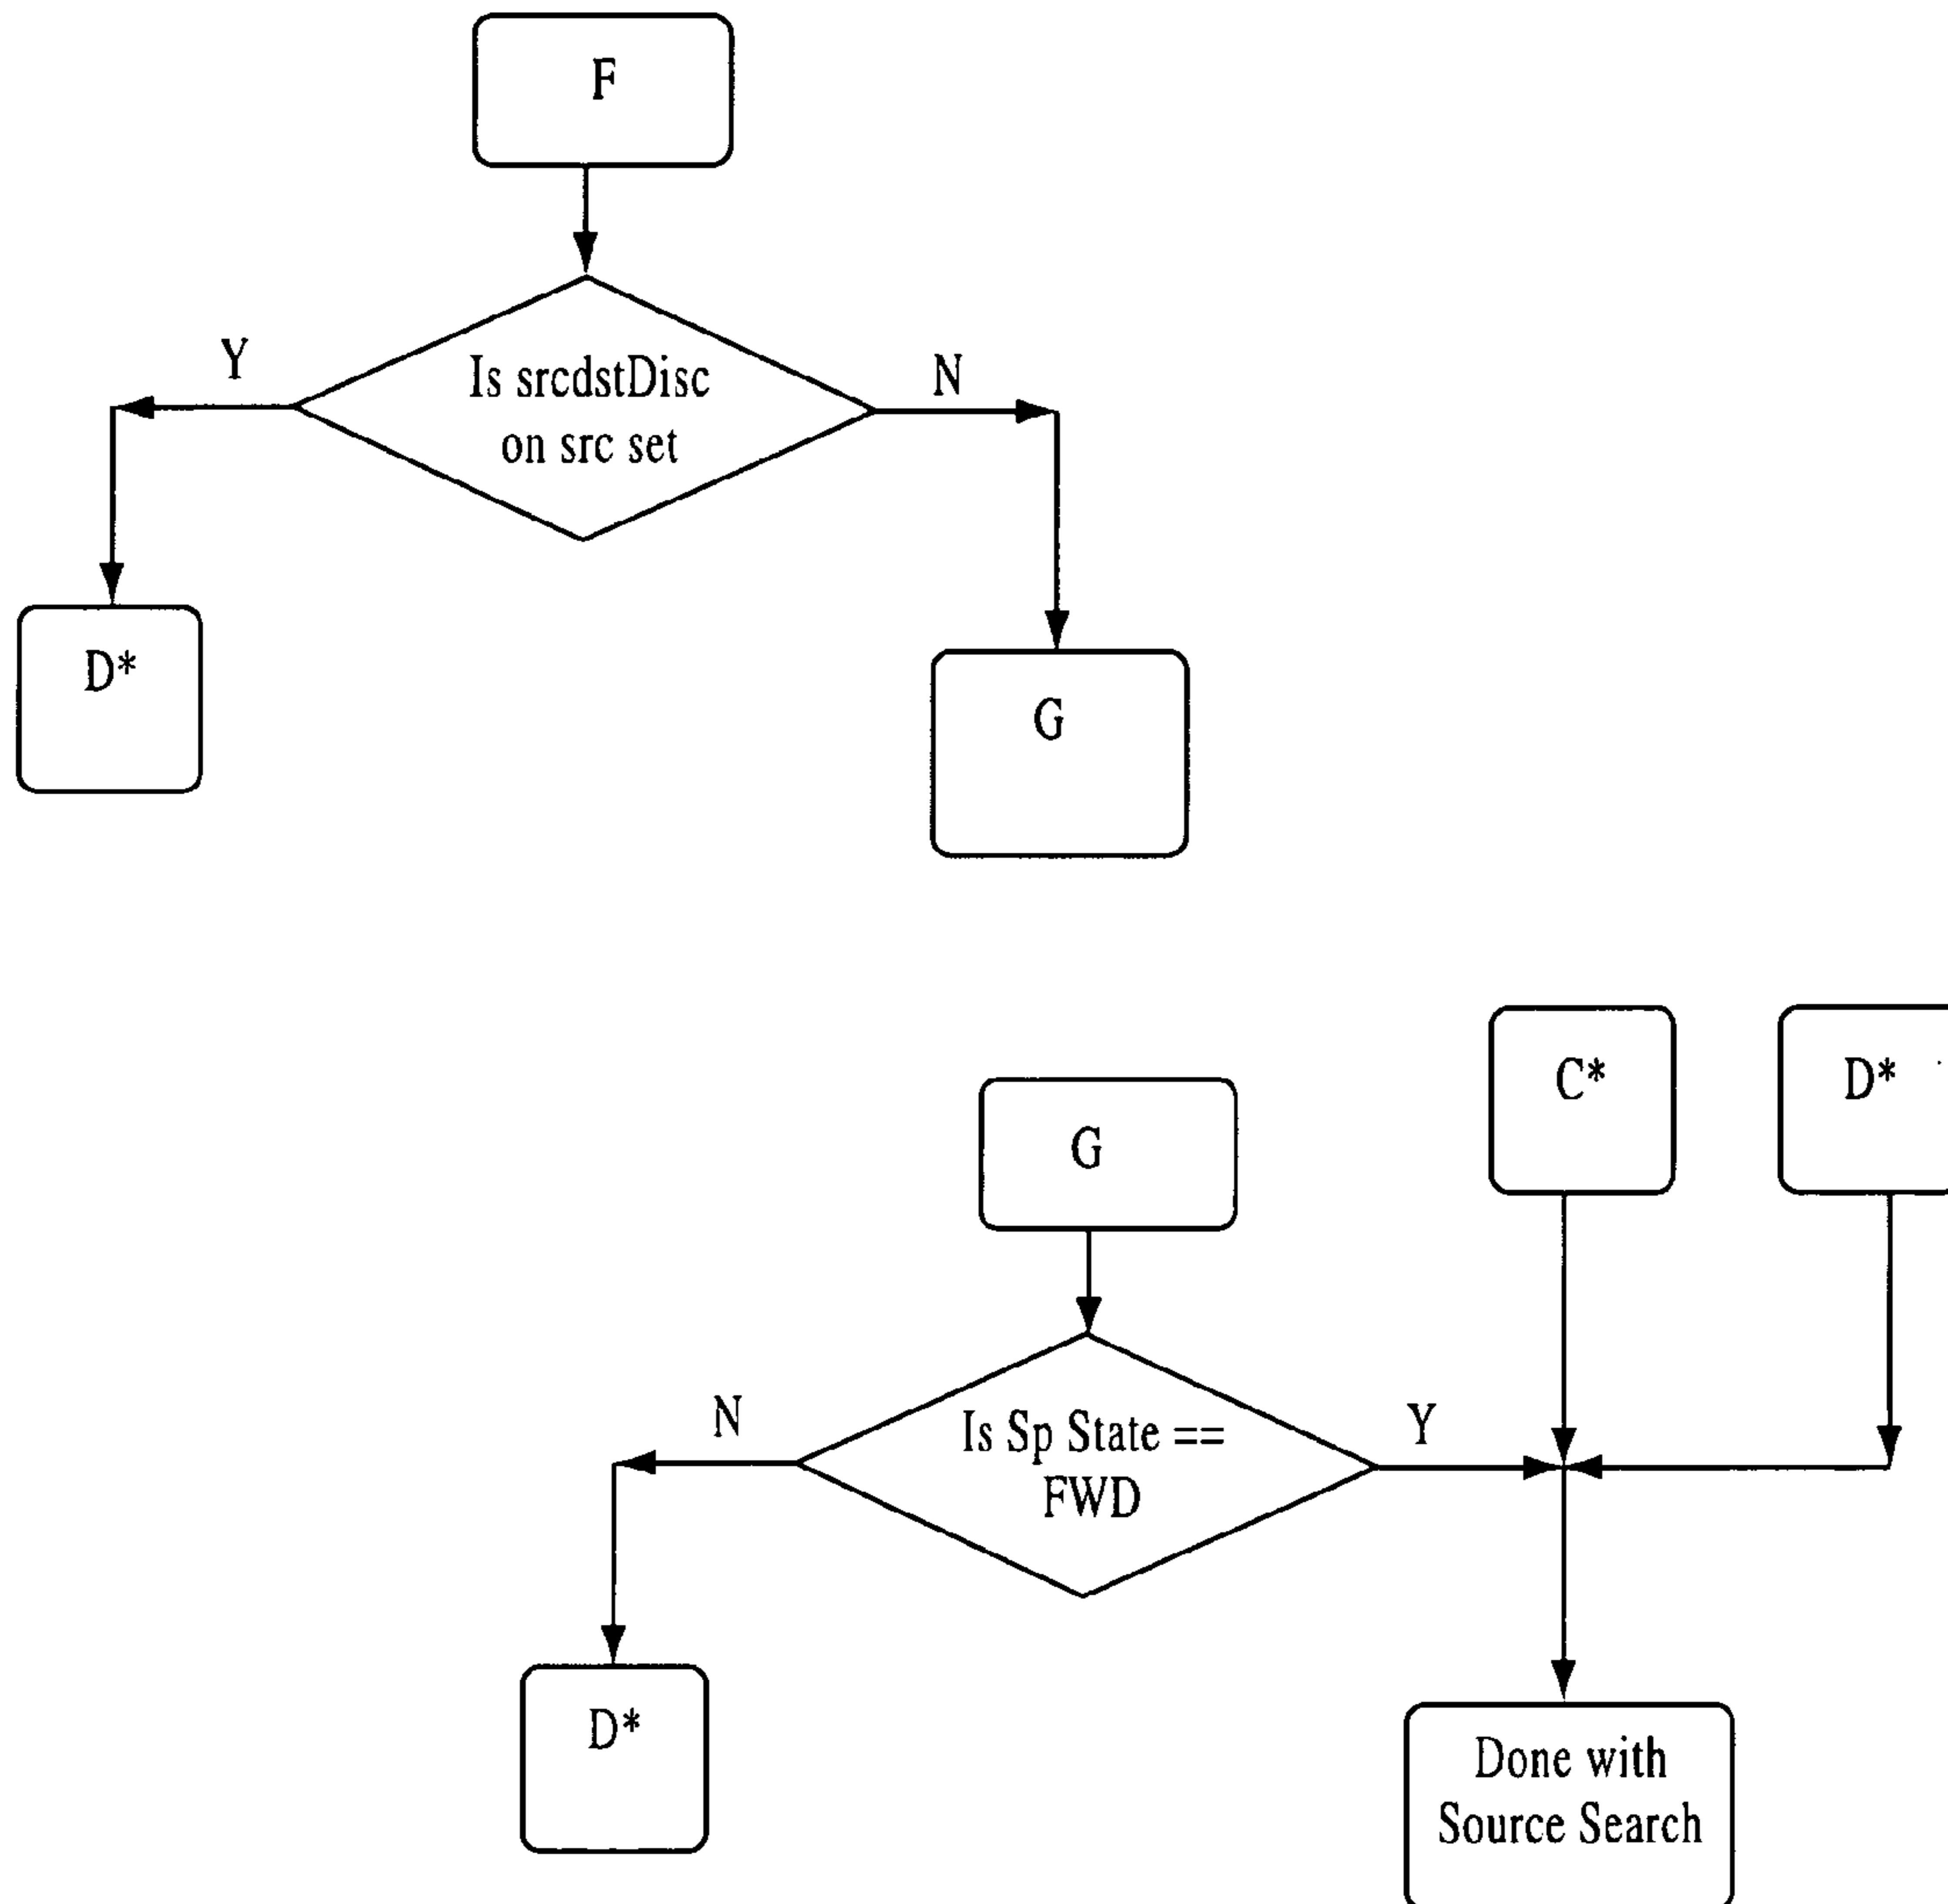 F
Is srcdstDisc
on src set
Y
N
D*
G
C*
D*
G
Is Sp State ==
FWD
N
Y
D*
Done with
Source Search